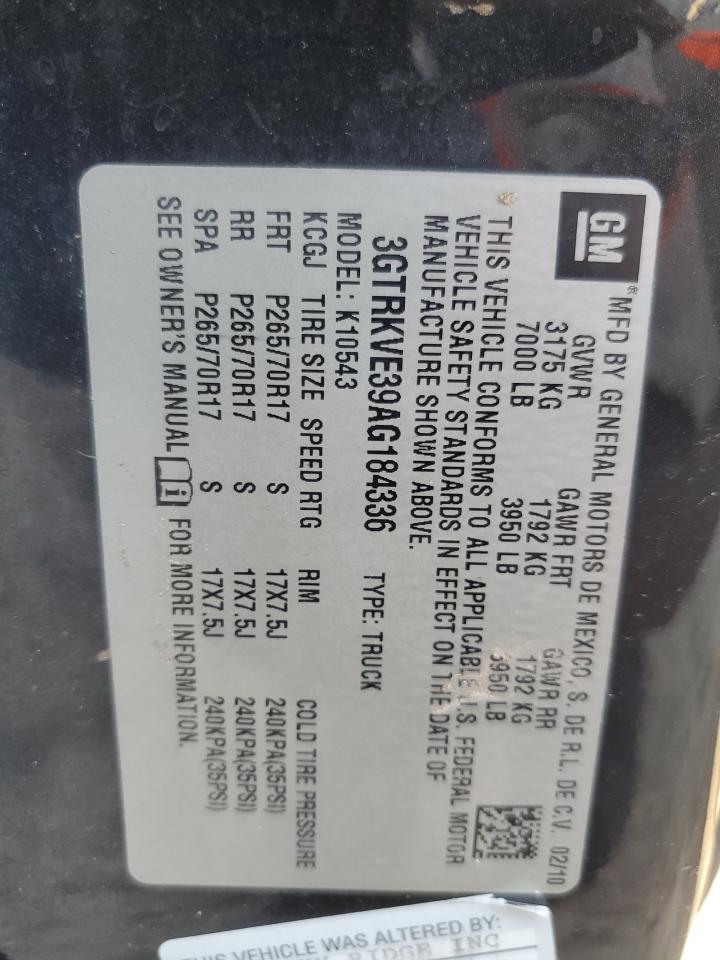 GM
® MFD BY GENERAL MOTORS DE MEXICO, S. DE R.L. DE C.V. 02/10
GVWR GAWR FRT GAWR RR
3175 KG 1792 KG 1792 KG
7000 LB 3950 LB 3950 LB
THIS VEHICLE CONFORMS TO ALL APPLICABLE U.S. FEDERAL MOTOR
VEHICLE SAFETY STANDARDS IN EFFECT ON THE DATE OF
MANUFACTURE SHOWN ABOVE.
3GTRKVE39AG184336 TYPE: TRUCK
MODEL: K10543
KCGJ TIRE SIZE SPEED RTG RIM COLD TIRE PRESSURE
FRT P265/70R17 S 17X7.5J 240KPA(35PSI)
RR P265/70R17 S 17X7.5J 240KPA(35PSI)
SPA P265/70R17 S 17X7.5J 240KPA(35PSI)
SEE OWNER'S MANUAL i FOR MORE INFORMATION.
THIS VEHICLE WAS ALTERED BY:
RIDGE INC